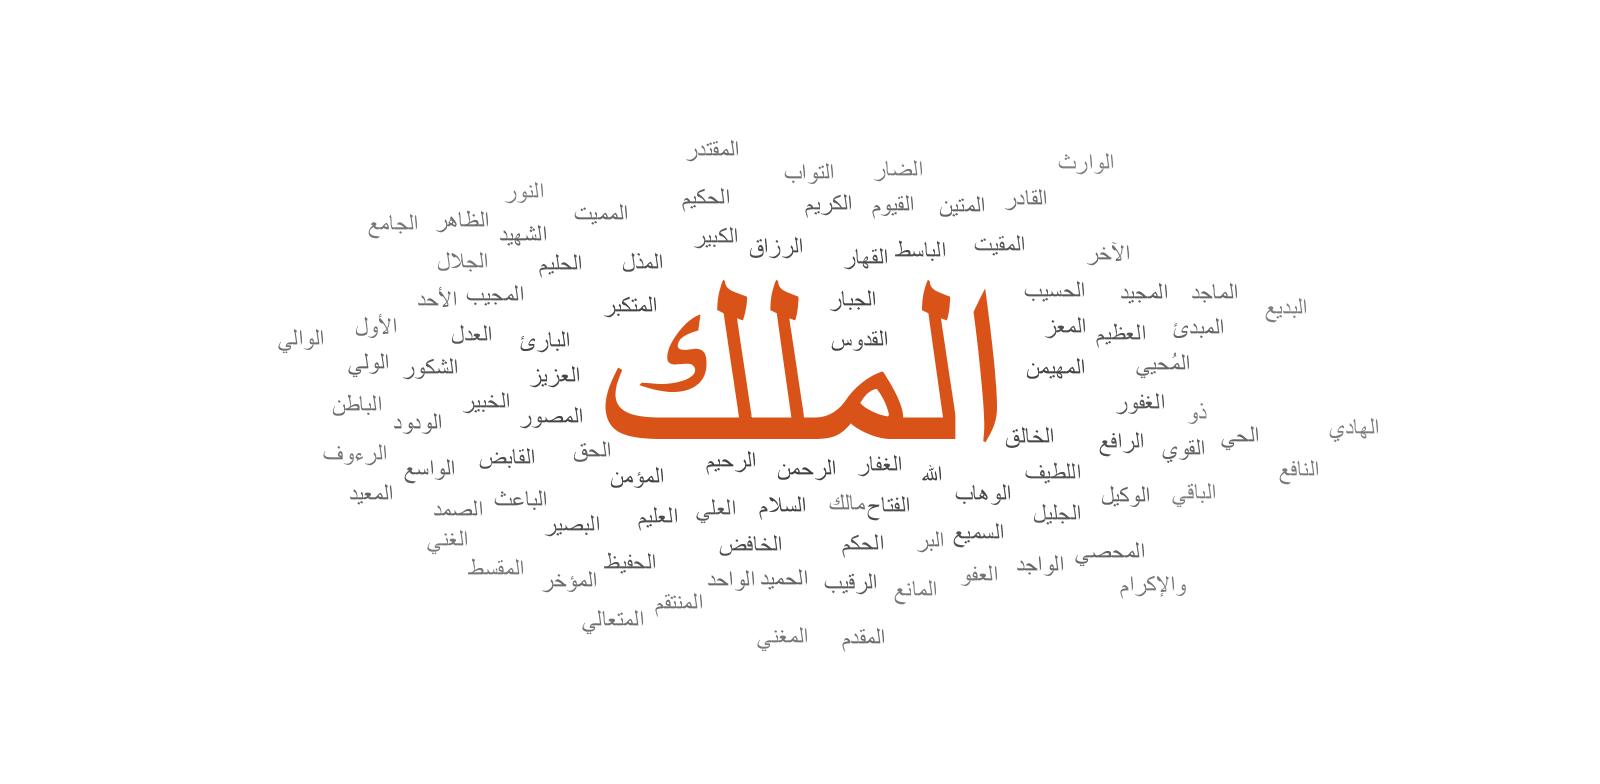 المقتدر
الوارث
الضار
التواب
النور
الحكيم
القادر
المتين
القيوم
الكريم
المميت
الظاهر
الجامع
الشهيد
الكبير
الرزاق
المقيت
الباسط
القهار
الآخر
المذل
الحليم
الجلال
الحسيب
المجيد
الماجد
البديع
الجبار
المتكبر
المجيب
الأحد
الملك
القدوس
المعز
العظيم
المبدئ
الأول
العدل
البارئ
الوالي
المهيمن
المُحيي
العزيز
الشكور
الولي
الغفور
ذو
الخبير
المصور
الباطن
الودود
الهادي
الخالق
الرافع
القوي
الحي
الحق
القابض
الواسع
الرءوف
الرحيم
الرحمن
الغفار
الله
اللطيف
النافع
المؤمن
الباعث
المعيد
الوهاب
الوكيل
الباقي
الفتاح
مالك
السلام
العلي
العليم
البصير
الصمد
الجليل
السميع
البر
الحكم
الخافض
الغني
المحصي
الواجد
العفو
الحفيظ
المؤخر
المقسط
والإكرام
المانع
الرقيب
الحميد
الواحد
المنتقم
المتعالي
المقدم
المغني